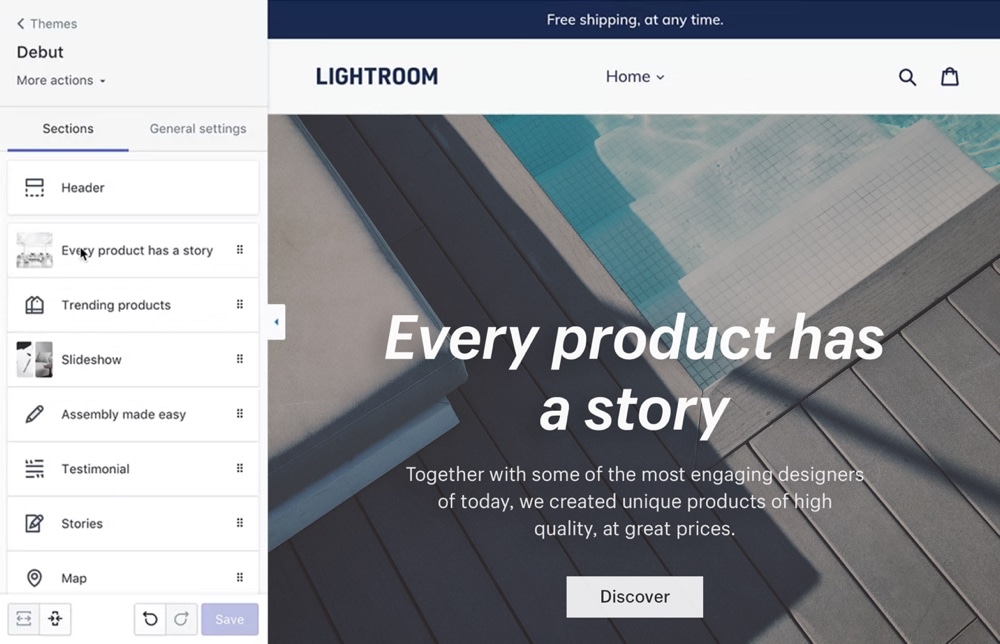 Themes
Debut
More actions
Sections
General settings
Header
Every product has a story
Trending products
Slideshow
Assembly made easy
Testimonial
Stories
Map
Save
Free shipping, at any time.
LIGHTROOM
Home
Every product has
a story
Together with some of the most engaging designers
of today, we created unique products of high
quality, at great prices.
Discover